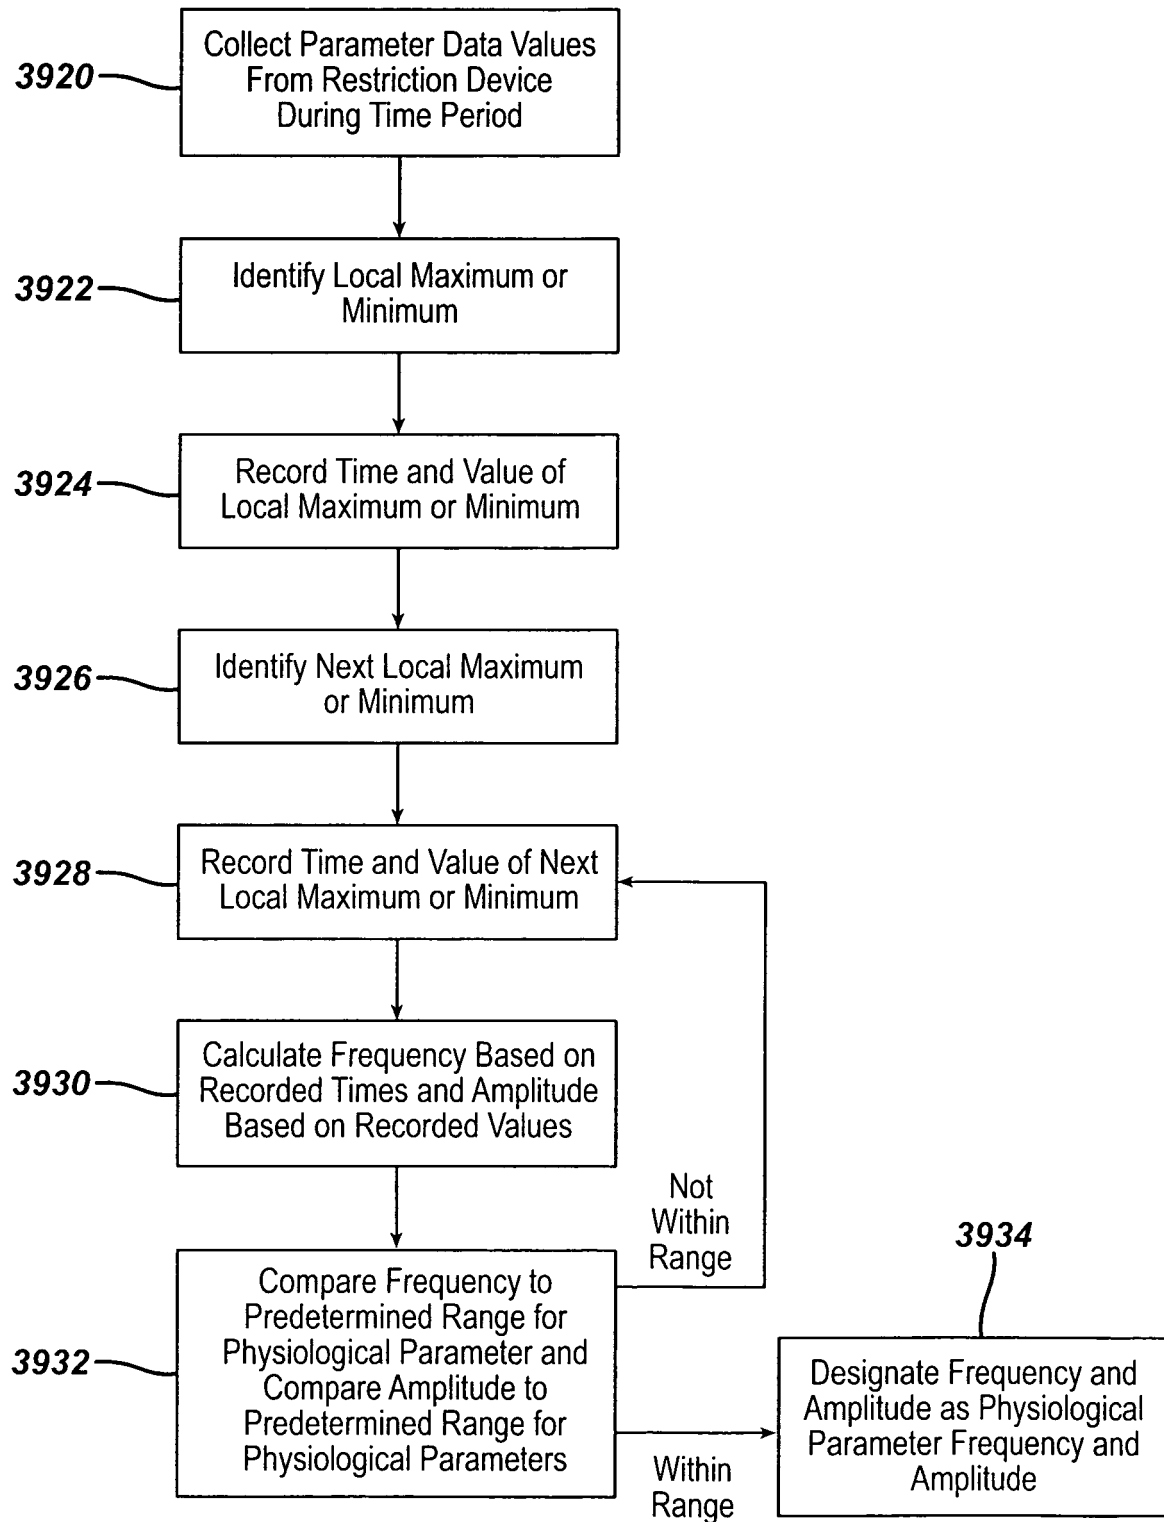 3920
Collect Parameter Data Values
From Restriction Device
During Time Period
3922
Identify Local Maximum or
Minimum
3924
Record Time and Value of
Local Maximum or Minimum
3926
Identify Next Local Maximum
or Minimum
3928
Record Time and Value of Next
Local Maximum or Minimum
3930
Calculate Frequency Based on
Recorded Times and Amplitude
Based on Recorded Values
Not
Within
Range
3932
Compare Frequency to
Predetermined Range for
Physiological Parameter and
Compare Amplitude to
Predetermined Range for
Physiological Parameters
Within
Range
3934
Designate Frequency and
Amplitude as Physiological
Parameter Frequency and
Amplitude